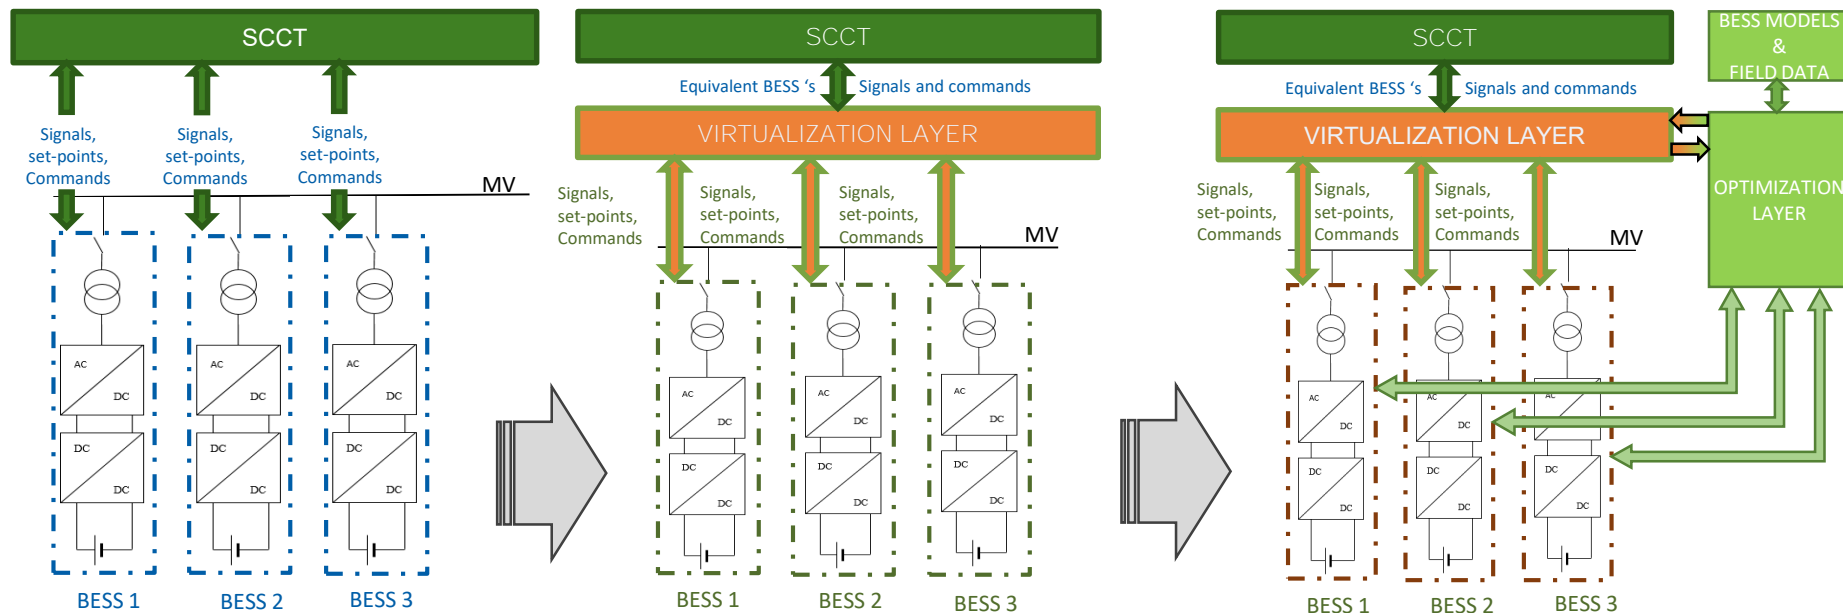 SCCT
Signals,
set-points,
Commands
Signals,
set-points,
Commands
Signals,
set-points,
Commands
MV
AC
DC
DC
DC
AC
DC
DC
DC
AC
DC
DC
DC
BESS 1
BESS 2
BESS 3
SCCT
Equivalent BESS ‘s
Signals and commands
VIRTUALIZATION LAYER
Signals,
set-points,
Commands
Signals,
set-points,
Commands
Signals,
set-points,
Commands
MV
AC
DC
DC
DC
AC
DC
DC
DC
AC
DC
DC
DC
BESS 1
BESS 2
BESS 3
SCCT
Equivalent BESS ‘s
Signals and commands
VIRTUALIZATION LAYER
Signals,
set-points,
Commands
Signals,
set-points,
Commands
Signals,
set-points,
Commands
MV
AC
DC
DC
DC
AC
DC
DC
DC
AC
DC
DC
DC
BESS 1
BESS 2
BESS 3
BESS MODELS
&
FIELD DATA
OPTIMIZATION
LAYER